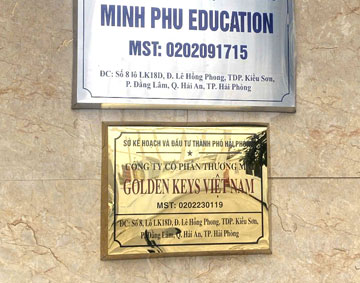 MINH PHU EDUCATION
MST: 0202091715
ĐC: Số 8 lô LK18D, Đ. Lê Hồng Phong, TDP. Kiều Sơn,
P. Đằng Lâm, Q. Hải An, TP. Hải Phòng
SỞ KẾ HOẠCH VÀ ĐẦU TƯ THÀNH PHỐ HẢI PHÒNG
CÔNG TY CỔ PHẦN THƯƠNG MẠI
GOLDEN KEYS VIỆT NAM
MST: 0202230119
ĐC: Số 8, Lô LK18D, Đ. Lê Hồng Phong, TDP. Kiều Sơn,
P. Đằng Lâm, Q. Hải An, TP. Hải Phòng